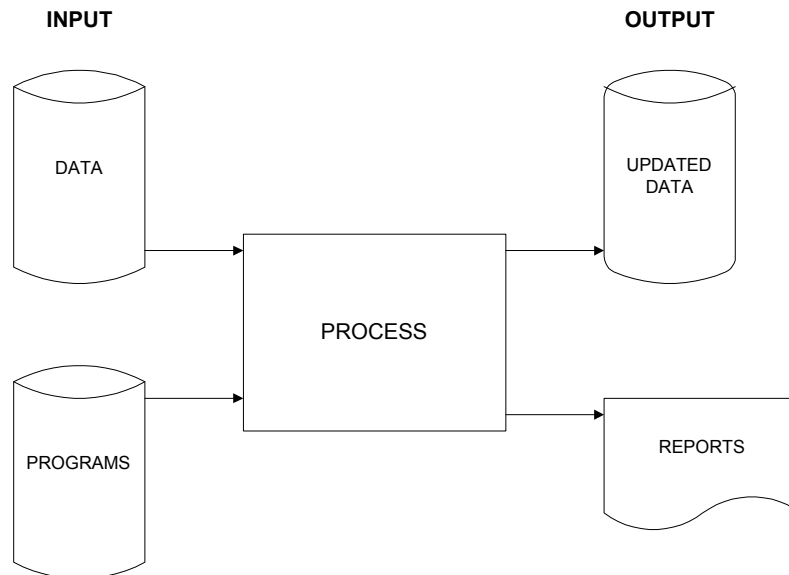 INPUT
OUTPUT
DATA
UPDATED
DATA
PROCESS
PROGRAMS
REPORTS